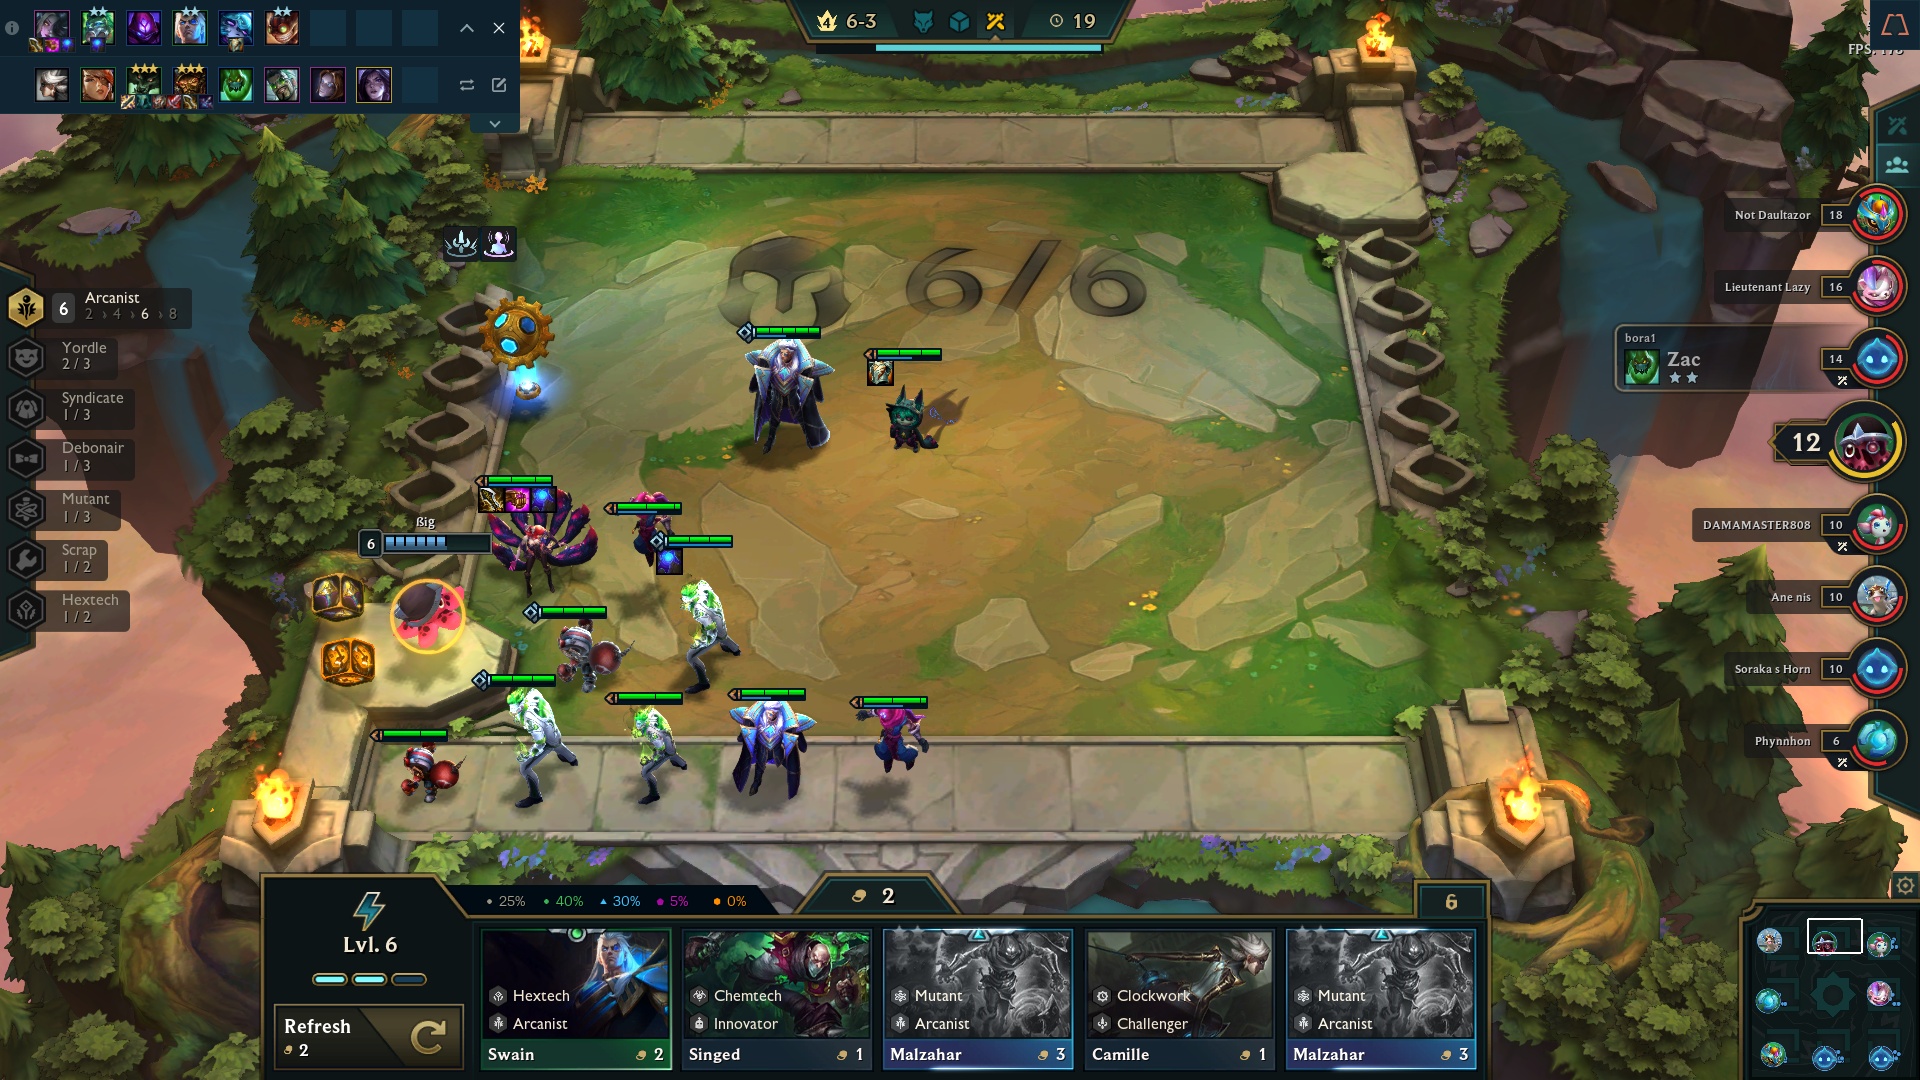 6-3
19
4
FPS:
6/6
6
Arcanist
2 › 4 › 6 › 8
Yordle
2 / 3
Syndicate
1 / 3
Debonair
1 / 3
Mutant
1 / 3
Scrap
1 / 2
Hextech
1 / 2
ßig
6
Not Daultazor
18
Lieutenant Lazy
16
bora1
Zac
14
12
DAMAMASTER808
10
Ane nis
10
Soraka s Horn
10
Phynnhon
6
Lvl. 6
25%
40%
30%
5%
0%
2
6
Refresh
2
Hextech
Arcanist
Swain
2
Chemtech
Innovator
Singed
1
Mutant
Arcanist
Malzahar
3
Clockwork
Challenger
Camille
1
Mutant
Arcanist
Malzahar
3